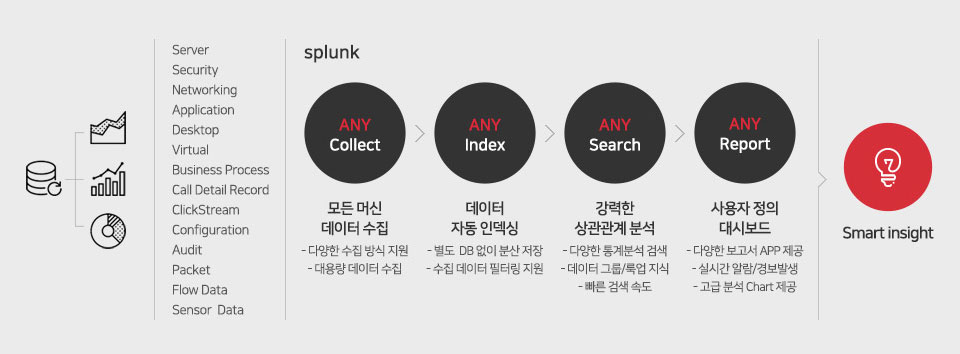 Server
Security
Networking
Application
Desktop
Virtual
Business Process
Call Detail Record
ClickStream
Configuration
Audit
Packet
Flow Data
Sensor Data
splunk
ANY
Collect
모든 머신
데이터 수집
- 다양한 수집 방식 지원
- 대용량 데이터 수집
ANY
Index
데이터
자동 인덱싱
- 별도 DB 없이 분산 저장
- 수집 데이터 필터링 지원
ANY
Search
강력한
상관관계 분석
- 다양한 통계분석 검색
- 데이터 그룹/룩업 지식
- 빠른 검색 속도
ANY
Report
사용자 정의
대시보드
- 다양한 보고서 APP 제공
- 실시간 알람/경보발생
- 고급 분석 Chart 제공
Smart insight